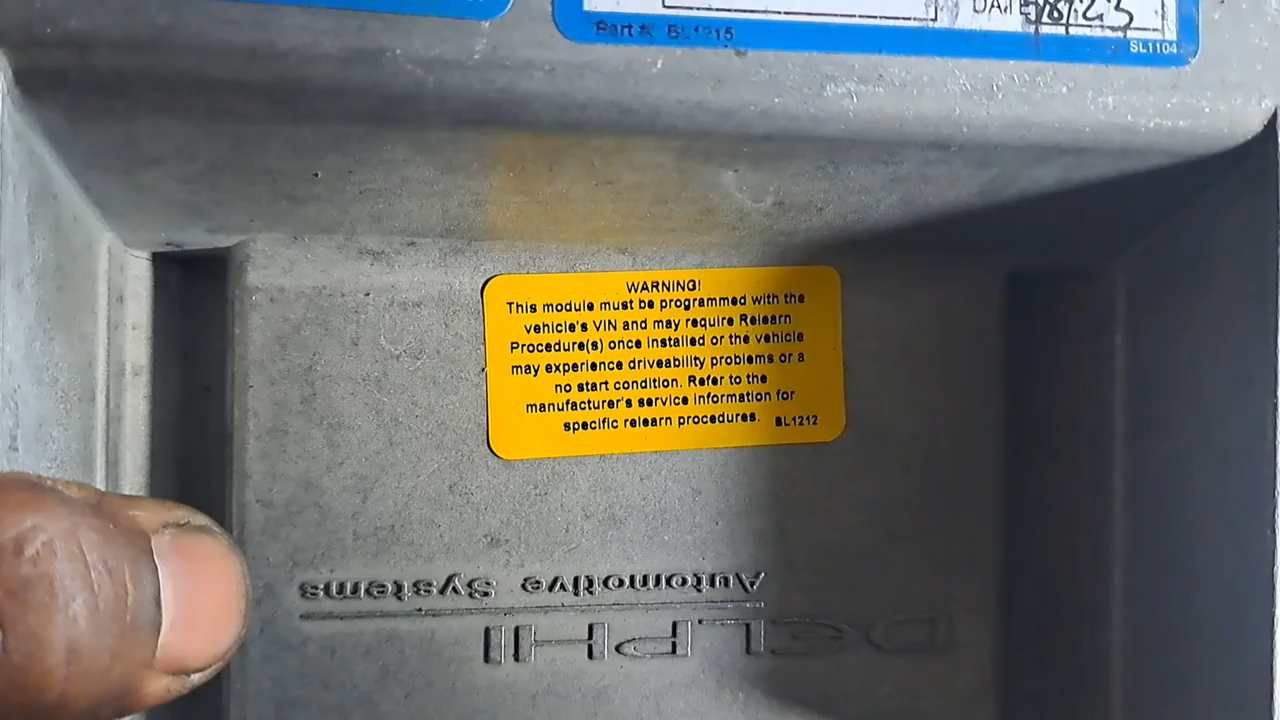 DATE
Part #: BL1215
SL1104
WARNING!
This module must be programmed with the
vehicle's VIN and may require Relearn
Procedure(s) once installed or the vehicle
may experience driveability problems or a
no start condition. Refer to the
manufacturer's service information for
specific relearn procedures. BL1212
DELPHI
Automotive Systems